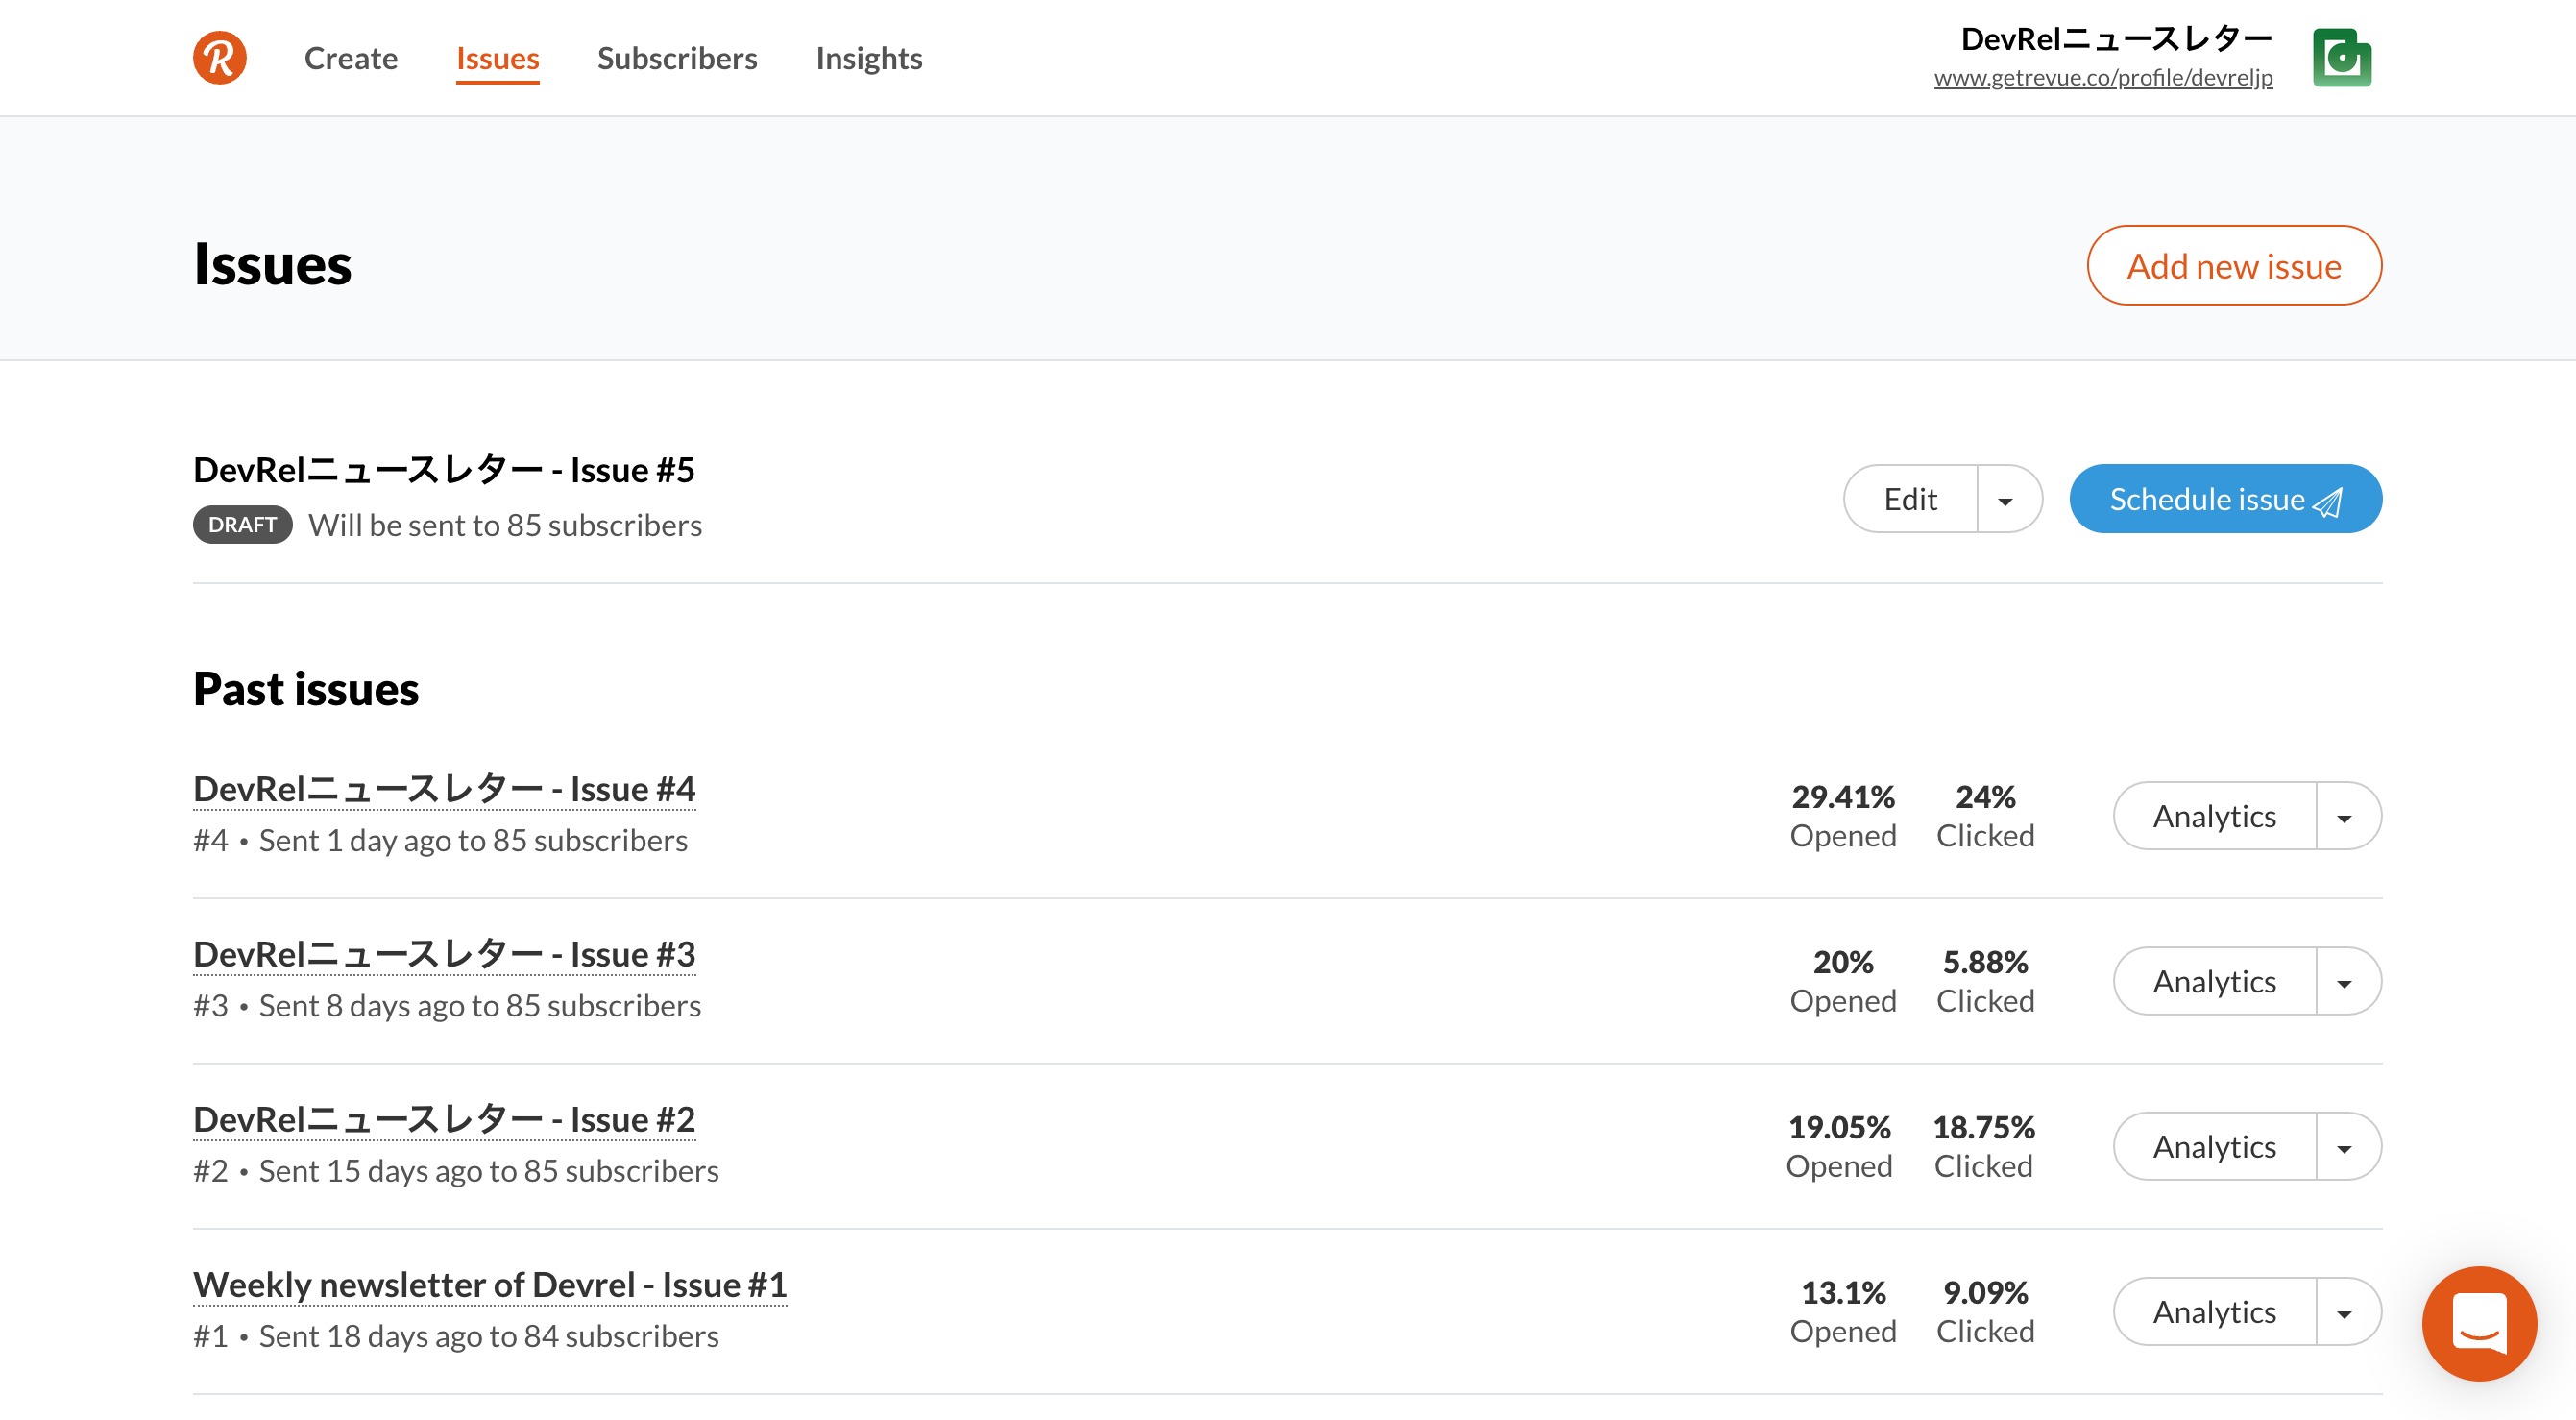 R
Create Issues Subscribers Insights
DevRelニュースレター
www.getrevue.co/profile/devreljp
Issues
Add new issue
DevRelニュースレター - Issue #5
DRAFT Will be sent to 85 subscribers
Edit
Schedule issue
Past issues
DevRelニュースレター - Issue #4
#4 • Sent 1 day ago to 85 subscribers
29.41% 24%
Opened Clicked
Analytics
DevRelニュースレター - Issue #3
#3 • Sent 8 days ago to 85 subscribers
20% 5.88%
Opened Clicked
Analytics
DevRelニュースレター - Issue #2
#2 • Sent 15 days ago to 85 subscribers
19.05% 18.75%
Opened Clicked
Analytics
Weekly newsletter of Devrel - Issue #1
#1 • Sent 18 days ago to 84 subscribers
13.1% 9.09%
Opened Clicked
Analytics